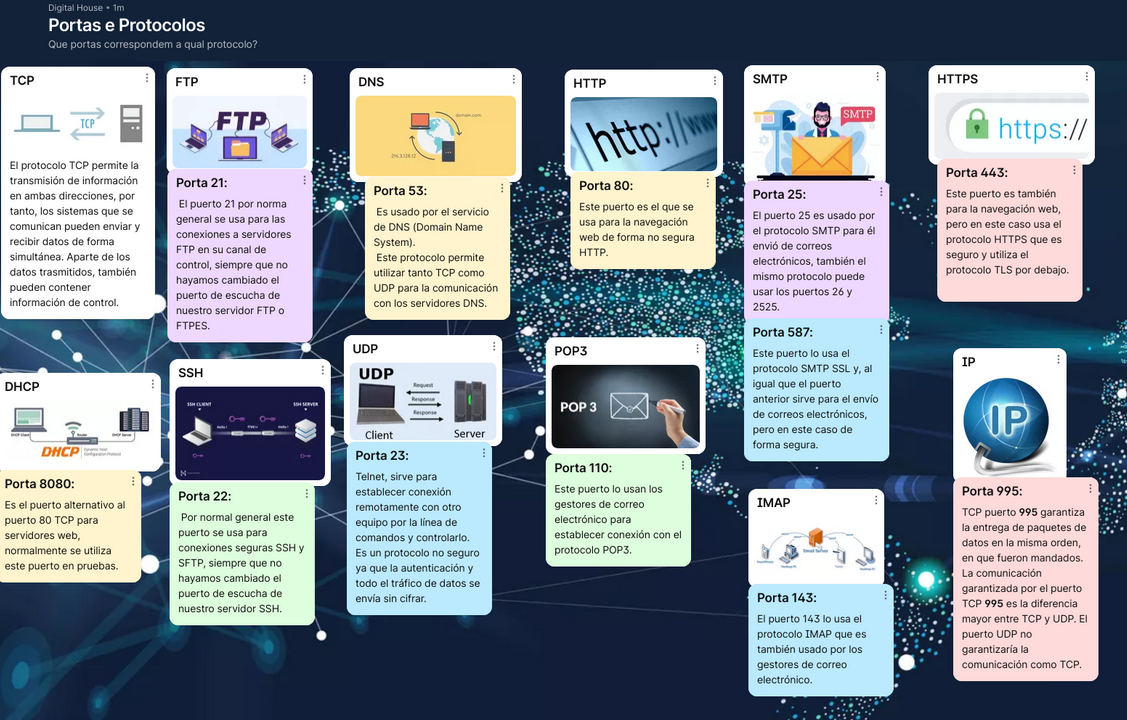 Digital House • 1m
Portas e Protocolos
Que portas correspondem a qual protocolo?
TCP
TCP
El protocolo TCP permite la
transmisión de información
en ambas direcciones, por
tanto, los sistemas que se
comunican pueden enviar y
recibir datos de forma
simultánea. Aparte de los
datos trasmitidos, también
pueden contener
información de control.
FTP
FTP
Porta 21:
El puerto 21 por norma
general se usa para las
conexiones a servidores
FTP en su canal de
control, siempre que no
hayamos cambiado el
puerto de escucha de
nuestro servidor FTP o
FTPES.
DNS
domain.com
Porta 53:
Es usado por el servicio
de DNS (Domain Name
System).
Este protocolo permite
utilizar tanto TCP como
UDP para la comunicación
con los servidores DNS.
HTTP
http://www
Porta 80:
Este puerto es el que se
usa para la navegación
web de forma no segura
HTTP.
SMTP
SMTP
Porta 25:
El puerto 25 es usado por
el protocolo SMTP para él
envió de correos
electrónicos, también el
mismo protocolo puede
usar los puertos 26 y
2525.
Porta 587:
Este puerto lo usa el
protocolo SMTP SSL y, al
igual que el puerto
anterior sirve para el envío
de correos electrónicos,
pero en este caso de
forma segura.
HTTPS
https://
Porta 443:
Este puerto es también
para la navegación web,
pero en este caso usa el
protocolo HTTPS que es
seguro y utiliza el
protocolo TLS por debajo.
DHCP
DHCP Client
Router
DHCP Server
DHCP
Dynamic Host
Configuration Protocol
Porta 8080:
Es el puerto alternativo al
puerto 80 TCP para
servidores web,
normalmente se utiliza
este puerto en pruebas.
SSH
SSH CLIENT
SSH SERVER
Porta 22:
Por normal general este
puerto se usa para
conexiones seguras SSH y
SFTP, siempre que no
hayamos cambiado el
puerto de escucha de
nuestro servidor SSH.
UDP
UDP
Request
Response
Response
Client
Server
Porta 23:
Telnet, sirve para
establecer conexión
remotamente con otro
equipo por la línea de
comandos y controlarlo.
Es un protocolo no seguro
ya que la autenticación y
todo el tráfico de datos se
envía sin cifrar.
POP3
POP 3
Porta 110:
Este puerto lo usan los
gestores de correo
electrónico para
establecer conexión con el
protocolo POP3.
IMAP
Email Server
Porta 143:
El puerto 143 lo usa el
protocolo IMAP que es
también usado por los
gestores de correo
electrónico.
IP
IP
Porta 995:
TCP puerto 995 garantiza
la entrega de paquetes de
datos en la misma orden,
en que fueron mandados.
La comunicación
garantizada por el puerto
TCP 995 es la diferencia
mayor entre TCP y UDP. El
puerto UDP no
garantizaría la
comunicación como TCP.